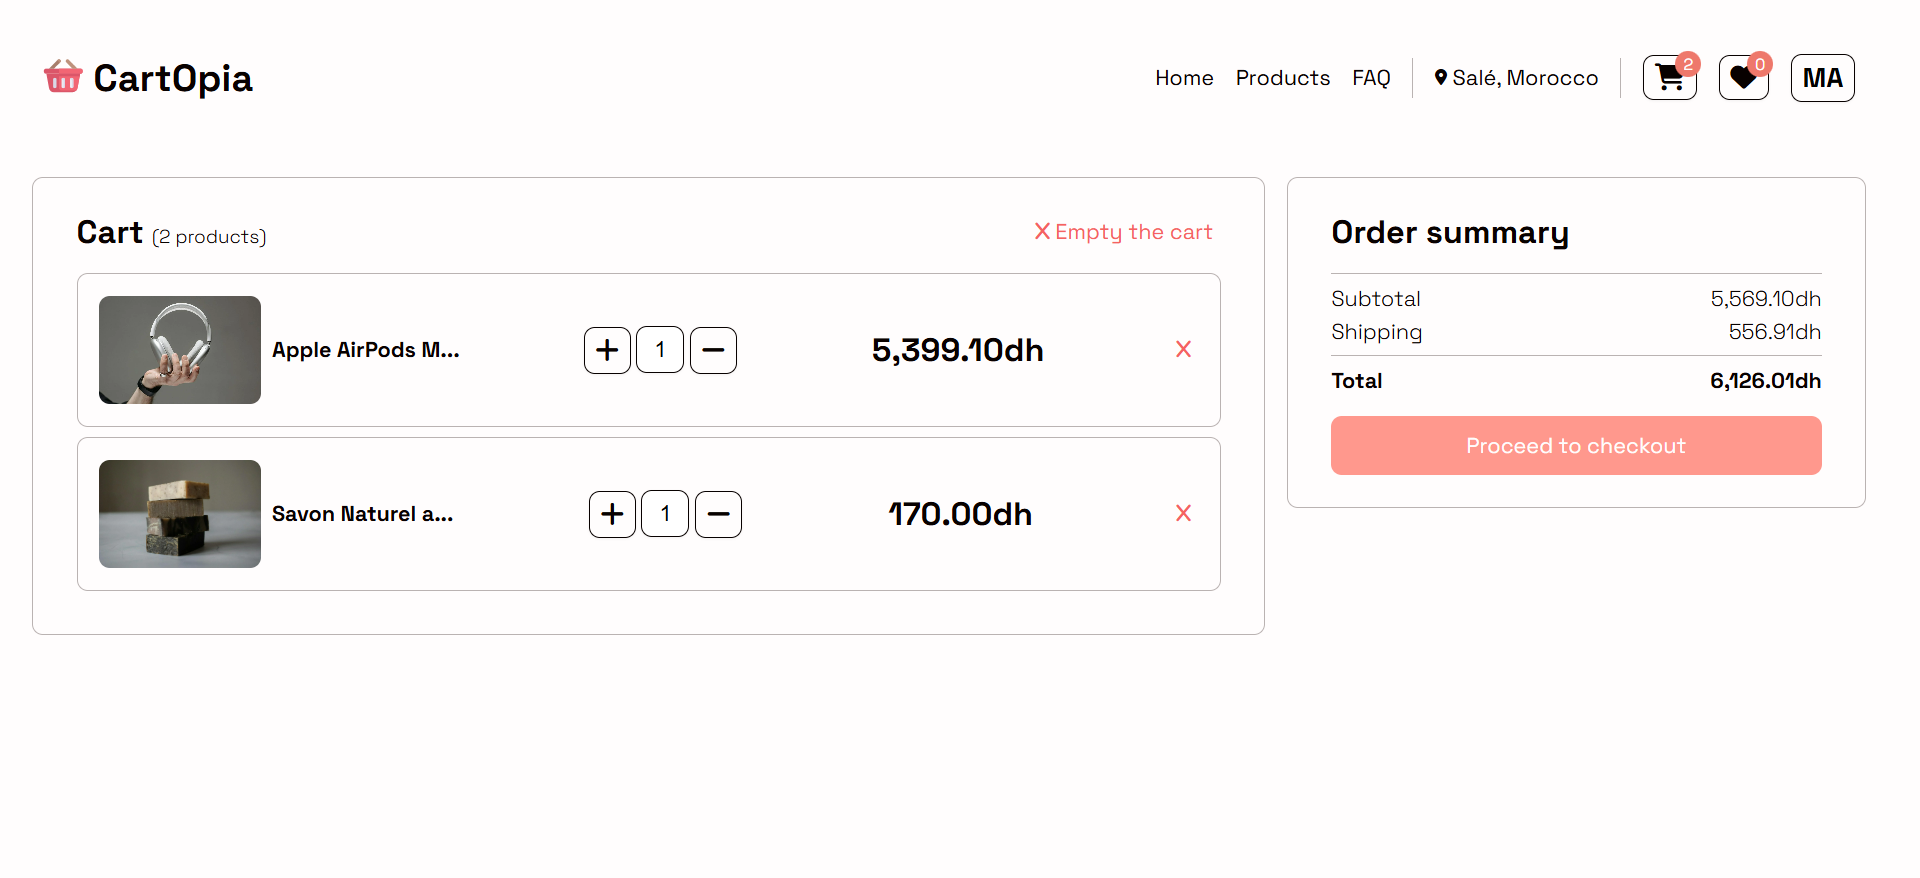 CartOpia
Home Products FAQ Salé, Morocco 2 0 MA
Cart (2 products)
X Empty the cart
Apple AirPods M...
+ 1 −
5,399.10dh
X
Savon Naturel a...
+ 1 −
170.00dh
X
Order summary
Subtotal 5,569.10dh
Shipping 556.91dh
Total 6,126.01dh
Proceed to checkout